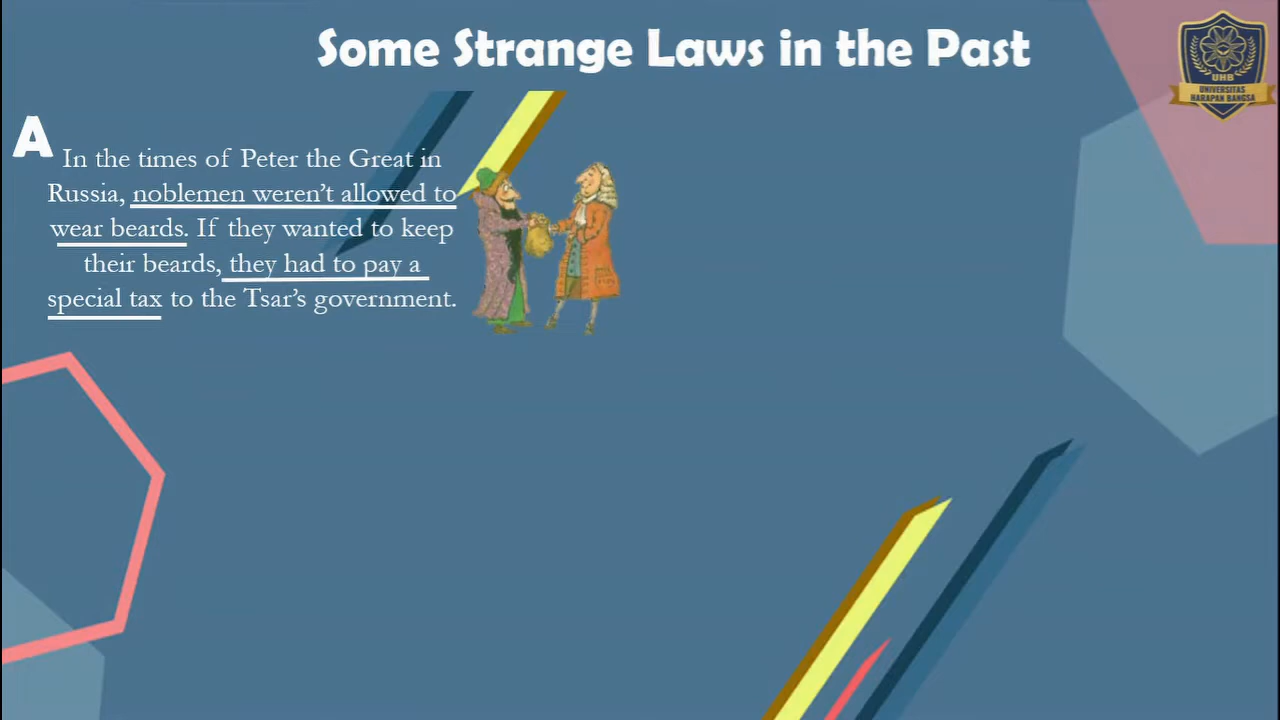 Some Strange Laws in the Past
UHB
UNIVERSITAS
HARAPAN BANGSA
A
In the times of Peter the Great in
Russia, noblemen weren't allowed to
wear beards. If they wanted to keep
their beards, they had to pay a
special tax to the Tsar's government.